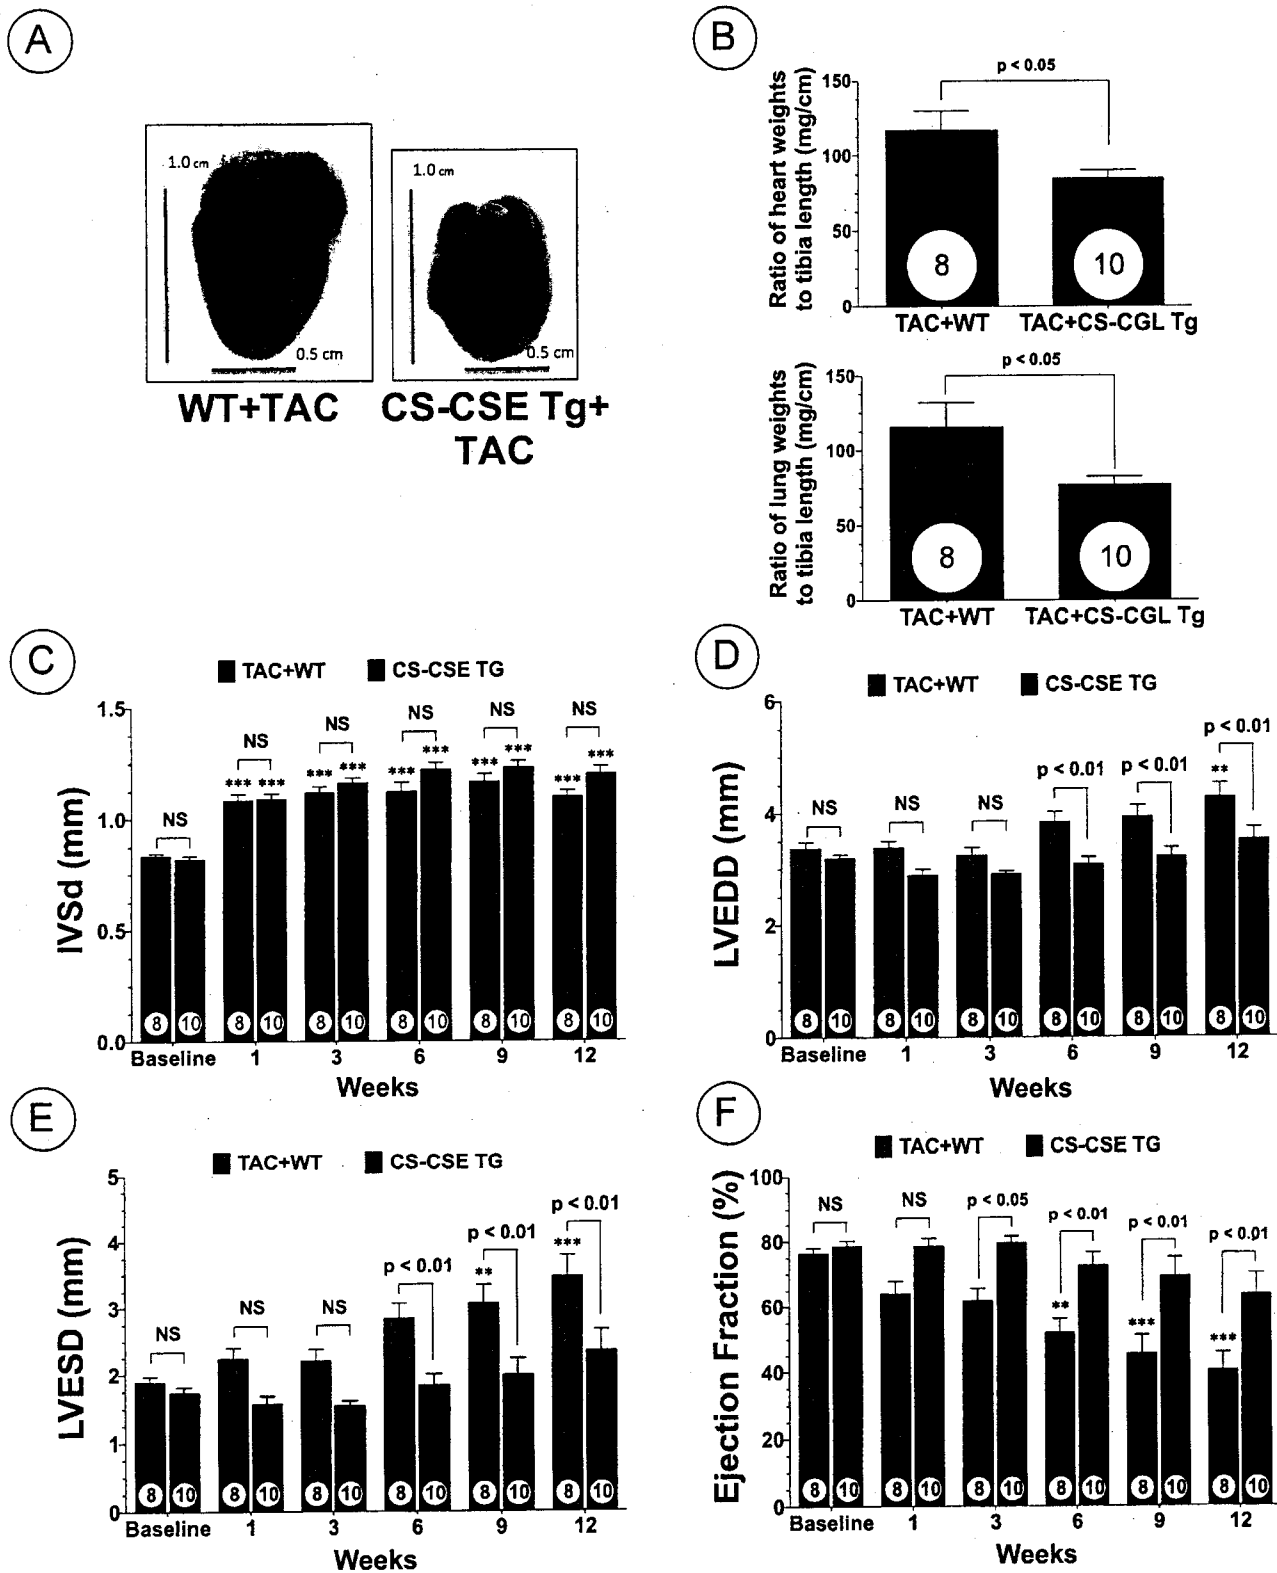 A
1.0 cm
0.5 cm
WT+TAC
1.0 cm
0.5 cm
CS-CSE Tg+
TAC
B
Ratio of heart weights
to tibia length (mg/cm)
150
100
50
0
p < 0.05
8
10
TAC+WT
TAC+CS-CGL Tg
Ratio of lung weights
to tibia length (mg/cm)
150
100
50
0
p < 0.05
8
10
TAC+WT
TAC+CS-CGL Tg
C
TAC+WT
CS-CSE TG
IVSd (mm)
1.5
1.0
0.5
0.0
NS
NS
NS
NS
NS
NS
*** *** *** *** *** *** *** *** *** ***
8 10 8 10 8 10 8 10 8 10 8 10
Baseline 1 3 6 9 12
Weeks
D
TAC+WT
CS-CSE TG
LVEDD (mm)
6
4
2
0
NS
NS
NS
p < 0.01
p < 0.01
p < 0.01
**
8 10 8 10 8 10 8 10 8 10 8 10
Baseline 1 3 6 9 12
Weeks
E
TAC+WT
CS-CSE TG
LVESD (mm)
5
4
3
2
1
0
NS
NS
NS
p < 0.01
p < 0.01
p < 0.01
**
***
8 10 8 10 8 10 8 10 8 10 8 10
Baseline 1 3 6 9 12
Weeks
F
TAC+WT
CS-CSE TG
Ejection Fraction (%)
100
80
60
40
20
0
NS
NS
p < 0.05
p < 0.01
p < 0.01
p < 0.01
**
***
***
8 10 8 10 8 10 8 10 8 10 8 10
Baseline 1 3 6 9 12
Weeks